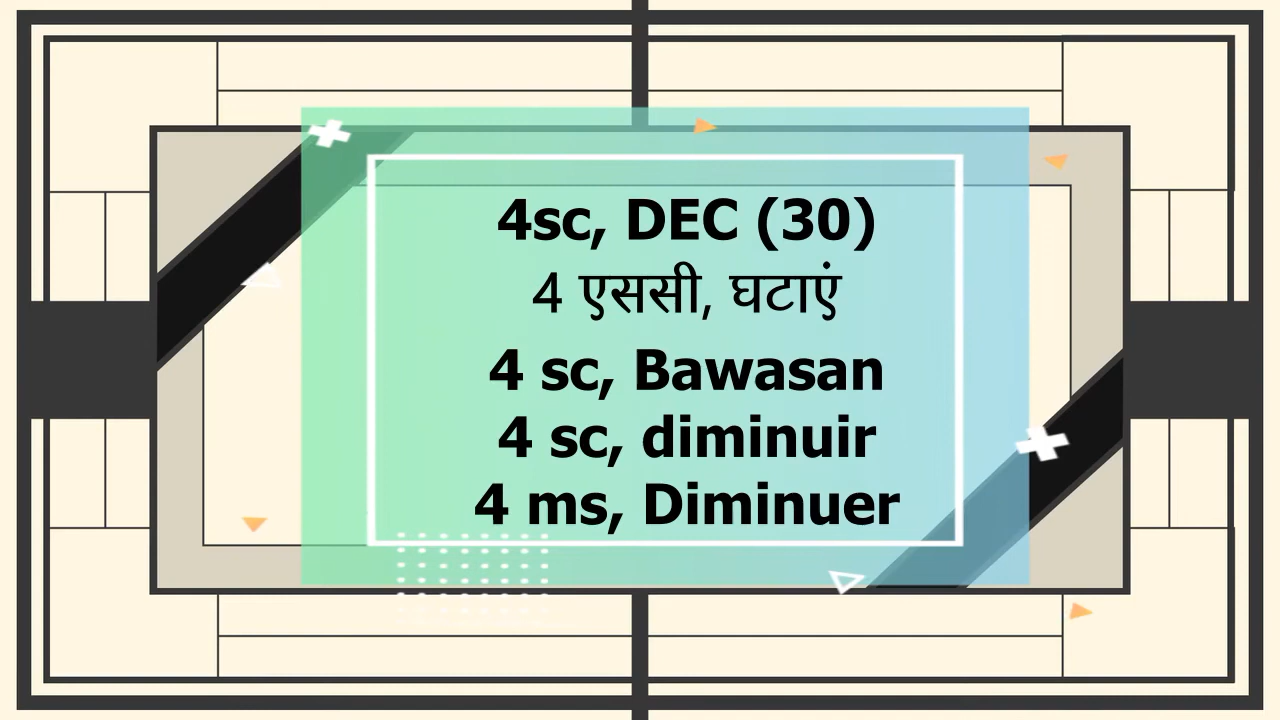 4sc, DEC (30)
4 एससी, घटाएं
4 sc, Bawasan
4 sc, diminuir
4 ms, Diminuer